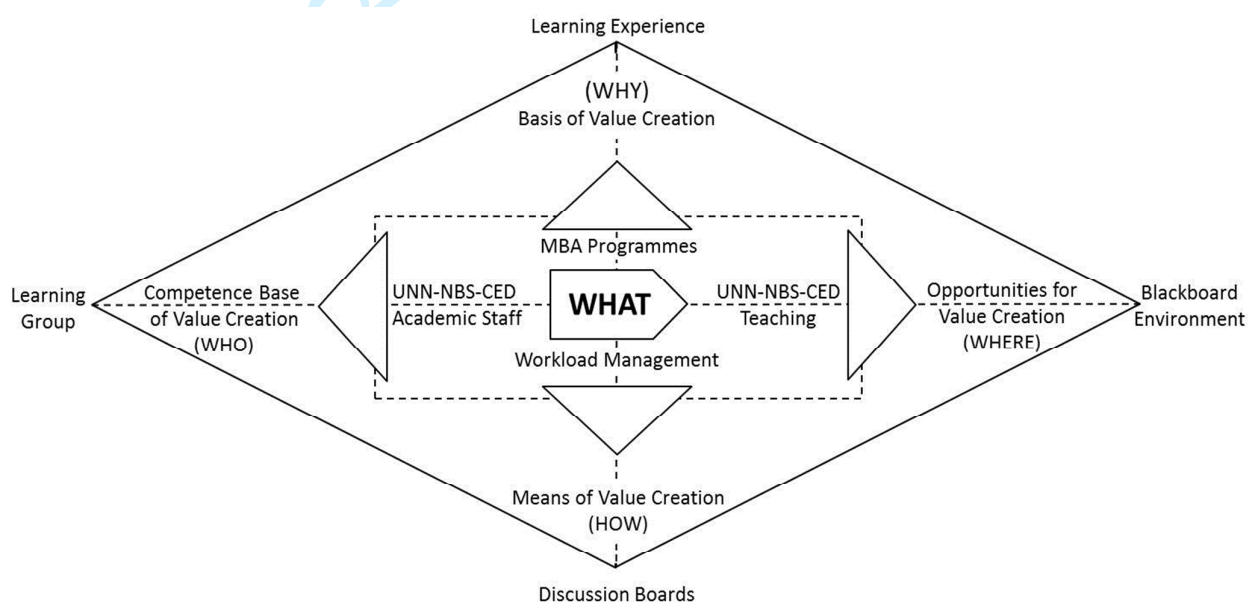 Learning Experience
(WHY)
Basis of Value Creation
MBA Programmes
Learning
Group
Competence Base
of Value Creation
(WHO)
UNN-NBS-CED
Academic Staff
WHAT
UNN-NBS-CED
Teaching
Opportunities for
Value Creation
(WHERE)
Blackboard
Environment
Workload Management
Means of Value Creation
(HOW)
Discussion Boards